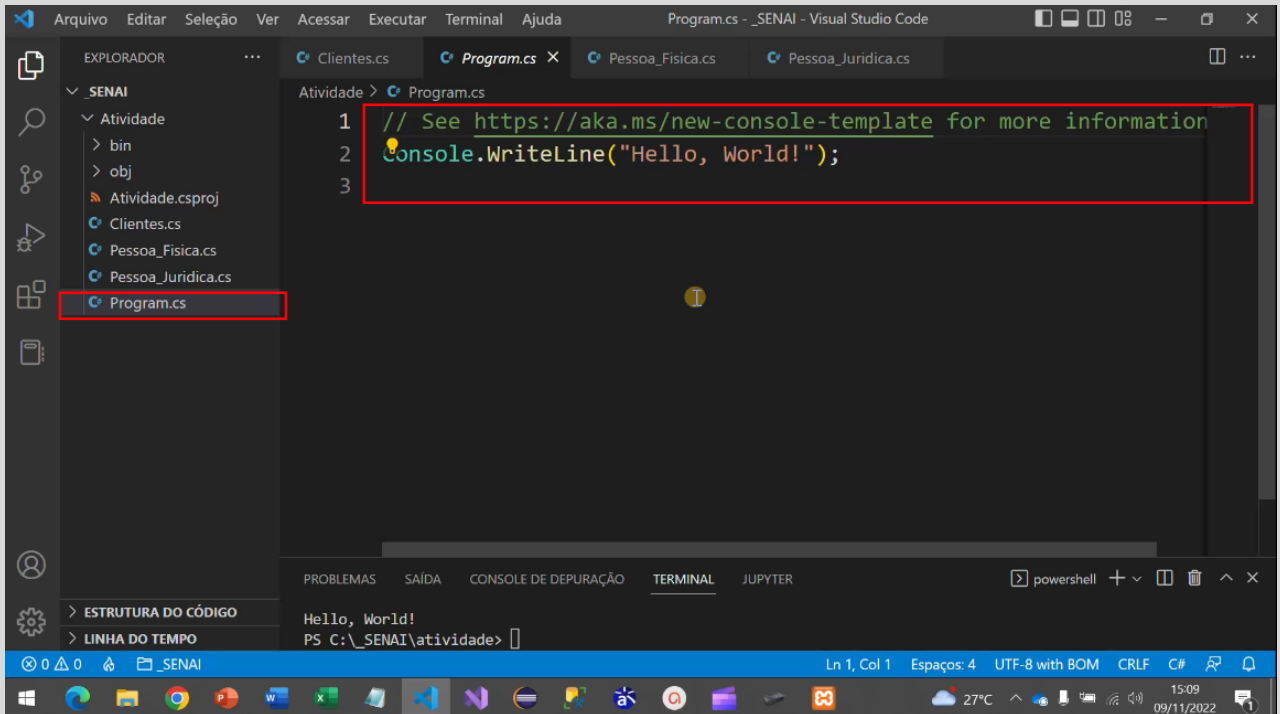 Arquivo Editar Seleção Ver Acessar Executar Terminal Ajuda Program.cs - _SENAI - Visual Studio Code
EXPLORADOR ...
Clientes.cs Program.cs Pessoa_Fisica.cs Pessoa_Juridica.cs ...
_SENAI
Atividade
bin
obj
Atividade.csproj
Clientes.cs
Pessoa_Fisica.cs
Pessoa_Juridica.cs
Program.cs
Atividade > Program.cs
1 // See https://aka.ms/new-console-template for more information
2 Console.WriteLine("Hello, World!");
3
PROBLEMAS SAÍDA CONSOLE DE DEPURAÇÃO TERMINAL JUPYTER powershell
Hello, World!
PS C:\_SENAI\atividade>
ESTRUTURA DO CÓDIGO
LINHA DO TEMPO
0 0 _SENAI Ln 1, Col 1 Espaços: 4 UTF-8 with BOM CRLF C#
27°C 15:09
09/11/2022 1